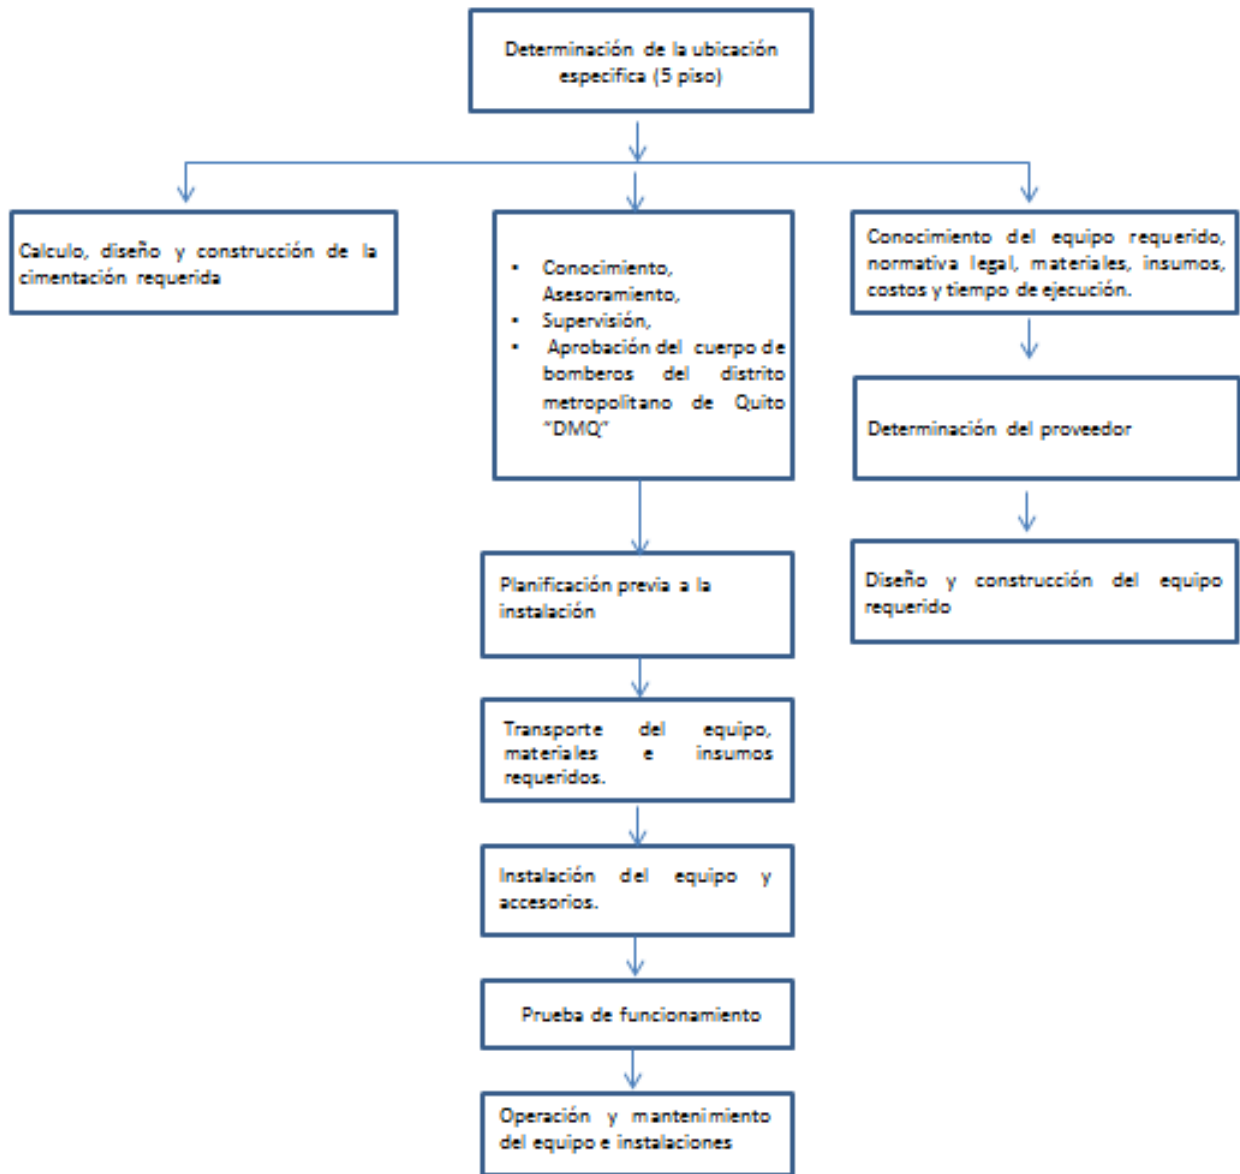 Determinación de la ubicación
especifica (5 piso)
Calculo, diseño y construcción de la
cimentación requerida
▪ Conocimiento,
Asesoramiento,
▪ Supervisión,
▪ Aprobación del cuerpo de
bomberos del distrito
metropolitano de Quito
“DMQ”
Conocimiento del equipo requerido,
normativa legal, materiales, insumos,
costos y tiempo de ejecución.
Determinación del proveedor
Diseño y construcción del equipo
requerido
Planificación previa a la
instalación
Transporte del equipo,
materiales e insumos
requeridos.
Instalación del equipo y
accesorios.
Prueba de funcionamiento
Operación y mantenimiento
del equipo e instalaciones